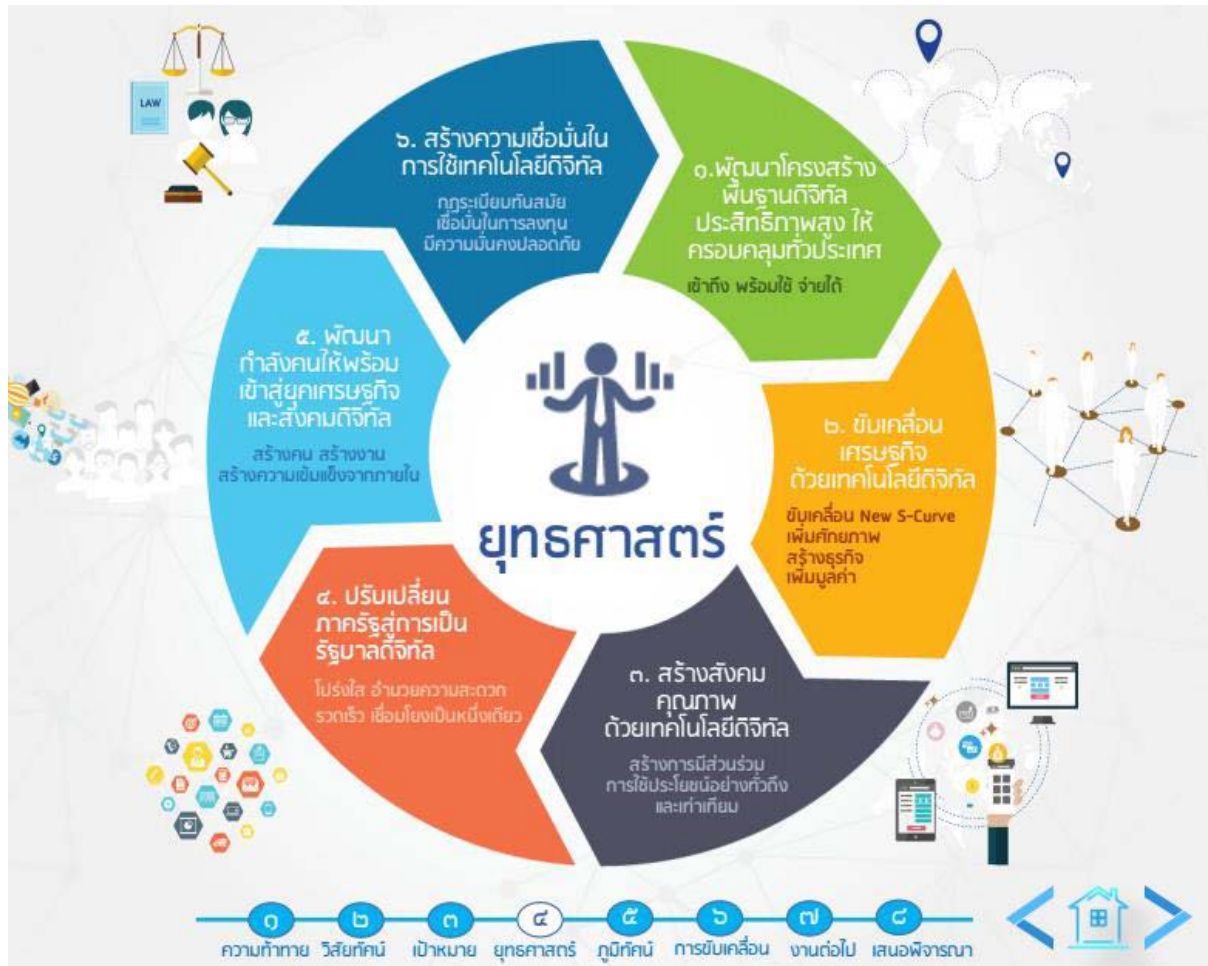 LAW
๖. สร้างความเชื่อมั่นใน
การใช้เทคโนโลยีดิจิทัล
กฎระเบียบทันสมัย
เชื่อมั่นในการลงทุน
มีความมั่นคงปลอดภัย
๑.พัฒนาโครงสร้าง
พื้นฐานดิจิทัล
ประสิทธิภาพสูง ให้
ครอบคลุมทั่วประเทศ
เข้าถึง พร้อมใช้ จ่ายได้
๒. ขับเคลื่อน
เศรษฐกิจ
ด้วยเทคโนโลยีดิจิทัล
ขับเคลื่อน New S-Curve
เพิ่มศักยภาพ
สร้างธุรกิจ
เพิ่มมูลค่า
๓. สร้างสังคม
คุณภาพ
ด้วยเทคโนโลยีดิจิทัล
สร้างการมีส่วนร่วม
การใช้ประโยชน์อย่างทั่วถึง
และเท่าเทียม
๔. ปรับเปลี่ยน
ภาครัฐสู่การเป็น
รัฐบาลดิจิทัล
โปร่งใส อำนวยความสะดวก
รวดเร็ว เชื่อมโยงเป็นหนึ่งเดียว
๕. พัฒนา
กำลังคนให้พร้อม
เข้าสู่ยุคเศรษฐกิจ
และสังคมดิจิทัล
สร้างคน สร้างงาน
สร้างความเข้มแข็งจากภายใน
ยุทธศาสตร์
๑ ๒ ๓ ๔ ๕ ๖ ๗ ๘
ความท้าทาย วิสัยทัศน์ เป้าหมาย ยุทธศาสตร์ ภูมิทัศน์ การขับเคลื่อน งานต่อไป เสนอพิจารณา